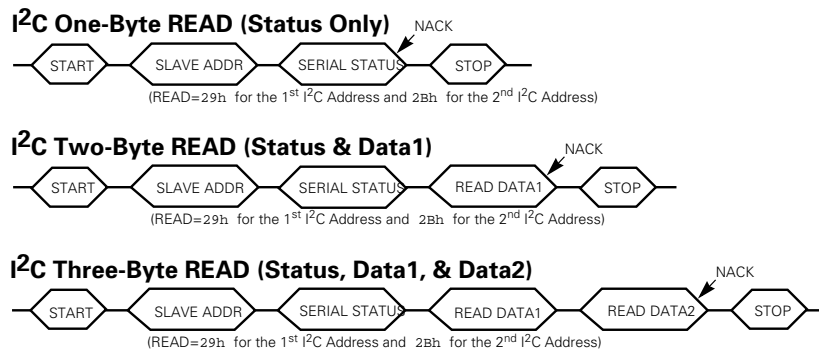 I²C One-Byte READ (Status Only)
NACK
START SLAVE ADDR SERIAL STATUS STOP
(READ=29h for the 1st I²C Address and 2Bh for the 2nd I²C Address)
I²C Two-Byte READ (Status & Data1)
NACK
START SLAVE ADDR SERIAL STATUS READ DATA1 STOP
(READ=29h for the 1st I²C Address and 2Bh for the 2nd I²C Address)
I²C Three-Byte READ (Status, Data1, & Data2)
NACK
START SLAVE ADDR SERIAL STATUS READ DATA1 READ DATA2 STOP
(READ=29h for the 1st I²C Address and 2Bh for the 2nd I²C Address)